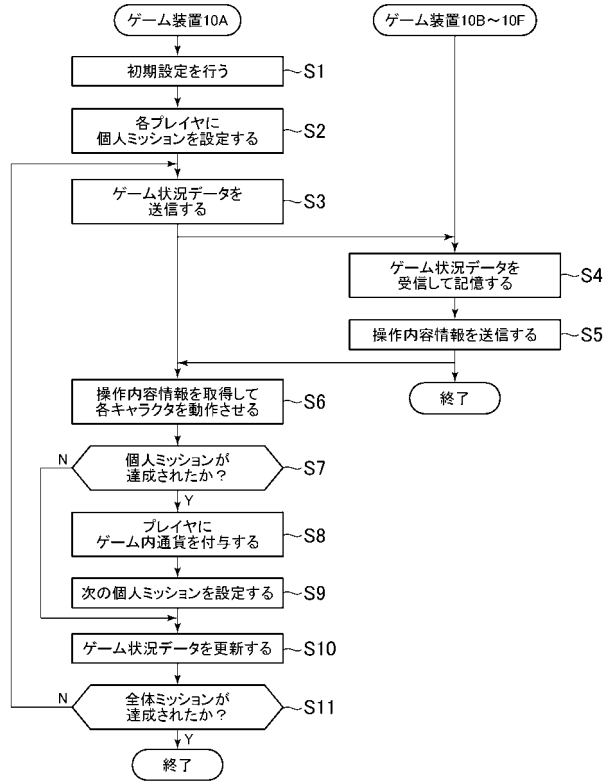 ゲーム装置10A
ゲーム装置10B～10F
初期設定を行う
S1
各プレイヤに
個人ミッションを設定する
S2
ゲーム状況データを
送信する
S3
ゲーム状況データを
受信して記憶する
S4
操作内容情報を送信する
S5
終了
操作内容情報を取得して
各キャラクタを動作させる
S6
個人ミッションが
達成されたか？
S7
N
Y
プレイヤに
ゲーム内通貨を付与する
S8
次の個人ミッションを設定する
S9
ゲーム状況データを更新する
S10
全体ミッションが
達成されたか？
S11
N
Y
終了